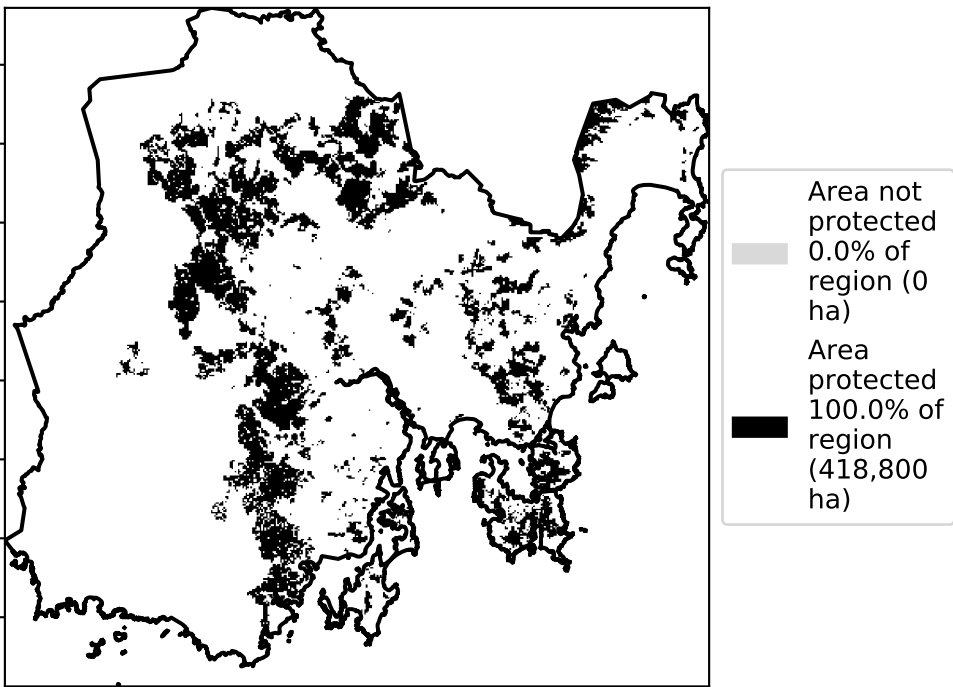 Area not
protected
0.0% of
region (0
ha)
Area
protected
100.0% of
region
(418,800
ha)